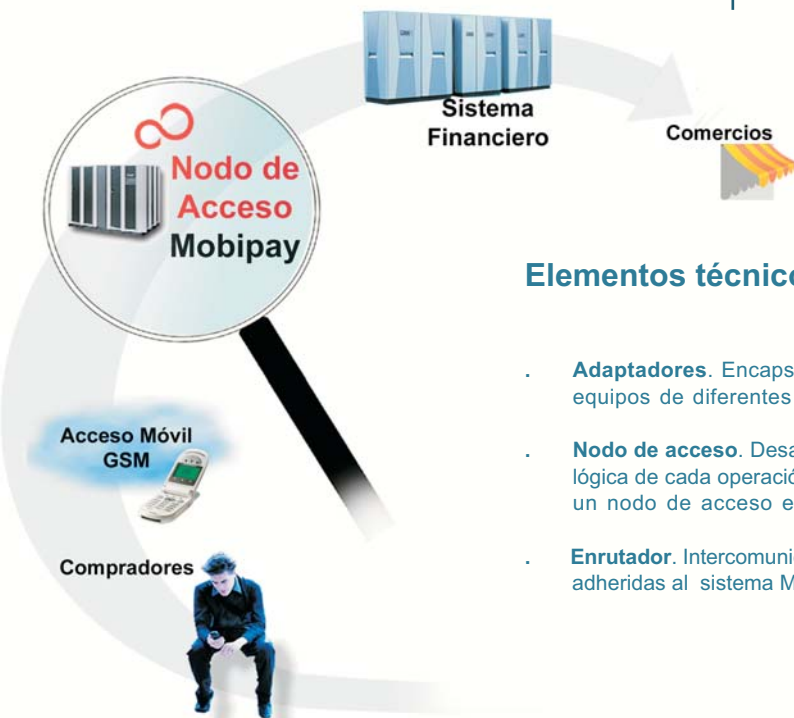 Sistema
Financiero
Comercios
Nodo de
Acceso
Mobipay
Elementos técnico
. Adaptadores. Encaps
equipos de diferentes
. Nodo de acceso. Desa
lógica de cada operació
un nodo de acceso e
. Enrutador. Intercomuni
adheridas al sistema M
Acceso Móvil
GSM
Compradores